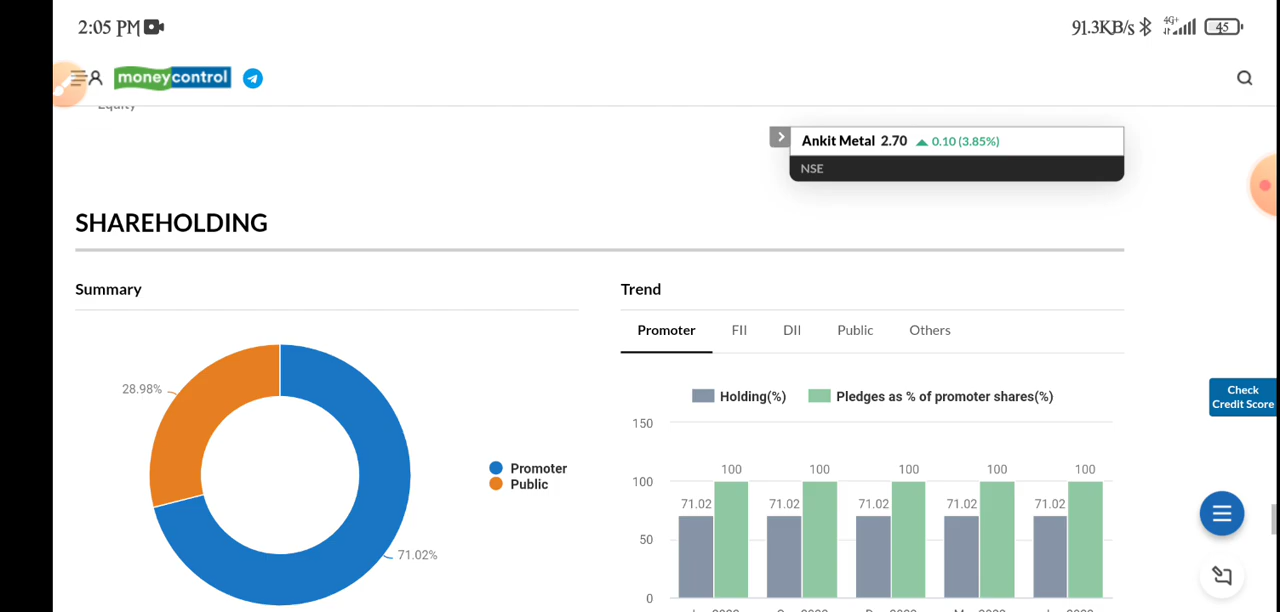 2:05 PM
91.3KB/s 4G+ 45
moneycontrol
Equity
Ankit Metal 2.70 0.10 (3.85%)
NSE
SHAREHOLDING
Summary
Trend
Promoter FII DII Public Others
Holding(%) Pledges as % of promoter shares(%)
28.98%
71.02%
Promoter
Public
150
100
50
0
100 100 100 100 100
71.02 71.02 71.02 71.02 71.02
Check
Credit Score